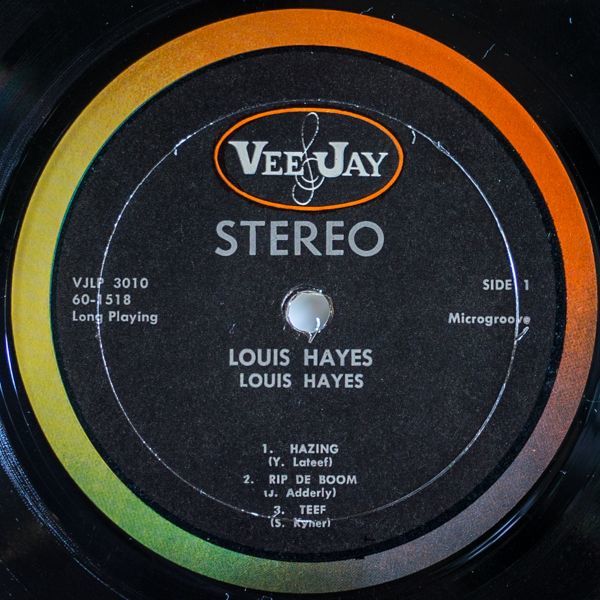 VEE JAY
STEREO
VJLP 3010
60-1518
Long Playing
SIDE 1
Microgroove
LOUIS HAYES
LOUIS HAYES
1. HAZING
(Y. Lateef)
2. RIP DE BOOM
(J. Adderly)
3. TEEF
(S. Kyner)